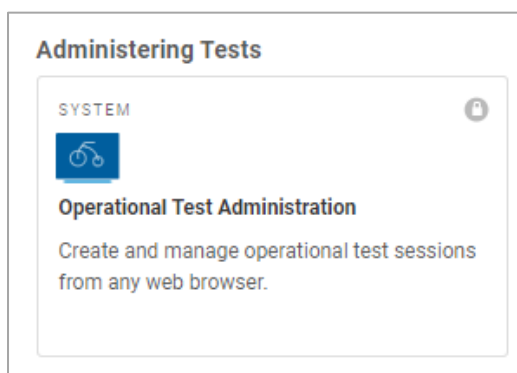 Administering Tests
SYSTEM
Operational Test Administration
Create and manage operational test sessions
from any web browser.